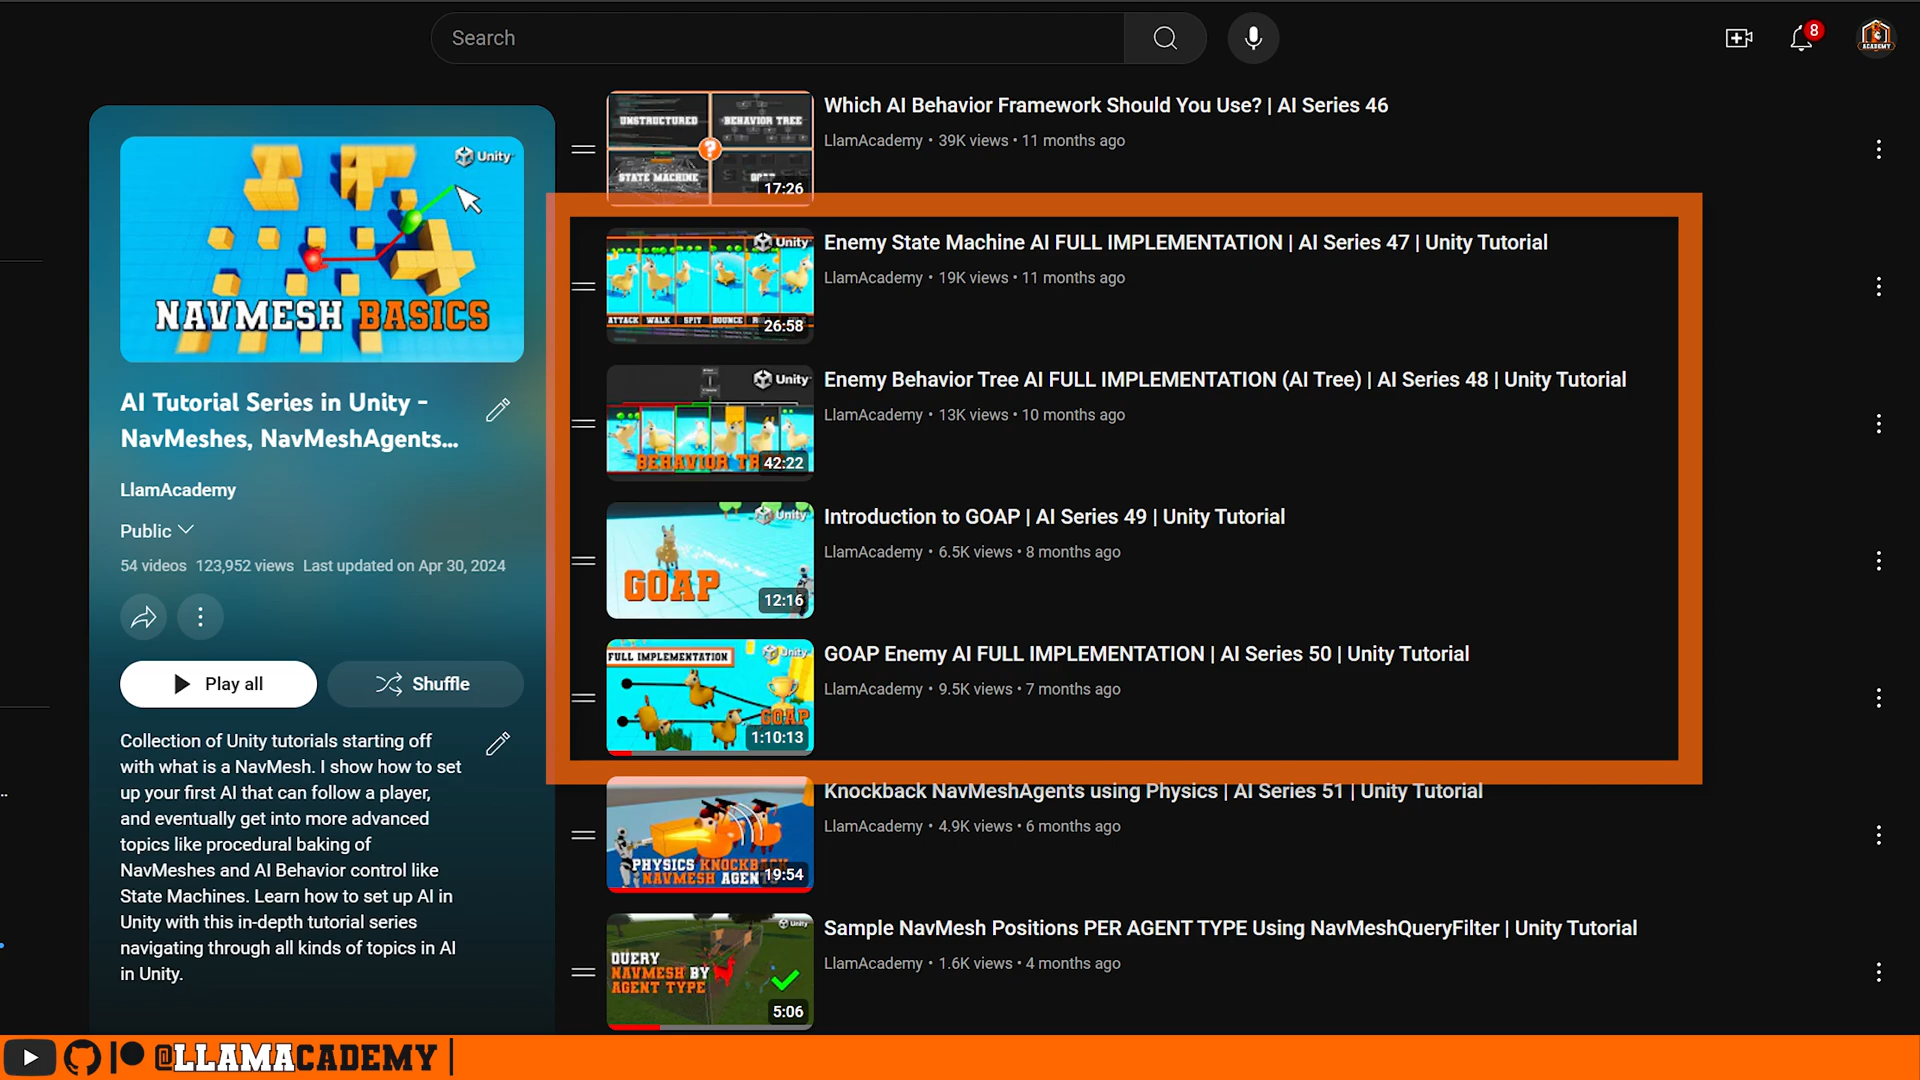 Search
8
ACADEMY
Unity
NAVMESH BASICS
AI Tutorial Series in Unity -
NavMeshes, NavMeshAgents...
LlamAcademy
Public
54 videos 123,952 views Last updated on Apr 30, 2024
Play all
Shuffle
Collection of Unity tutorials starting off
with what is a NavMesh. I show how to set
up your first AI that can follow a player,
and eventually get into more advanced
topics like procedural baking of
NavMeshes and AI Behavior control like
State Machines. Learn how to set up AI in
Unity with this in-depth tutorial series
navigating through all kinds of topics in AI
in Unity.
UNSTRUCTURED
BEHAVIOR TREE
?
STATE MACHINE
17:26
Which AI Behavior Framework Should You Use? | AI Series 46
LlamAcademy • 39K views • 11 months ago
Unity
ATTACK WALK SPIT BOUNCE
26:58
Enemy State Machine AI FULL IMPLEMENTATION | AI Series 47 | Unity Tutorial
LlamAcademy • 19K views • 11 months ago
Unity
BEHAVIOR
42:22
Enemy Behavior Tree AI FULL IMPLEMENTATION (AI Tree) | AI Series 48 | Unity Tutorial
LlamAcademy • 13K views • 10 months ago
Unity
GOAP
12:16
Introduction to GOAP | AI Series 49 | Unity Tutorial
LlamAcademy • 6.5K views • 8 months ago
FULL IMPLEMENTATION
Unity
GOAP
1:10:13
GOAP Enemy AI FULL IMPLEMENTATION | AI Series 50 | Unity Tutorial
LlamAcademy • 9.5K views • 7 months ago
PHYSICS KNOCKBACK
NAVMESH AGENT
19:54
Knockback NavMeshAgents using Physics | AI Series 51 | Unity Tutorial
LlamAcademy • 4.9K views • 6 months ago
Unity
QUERY
NAVMESH BY
AGENT TYPE
5:06
Sample NavMesh Positions PER AGENT TYPE Using NavMeshQueryFilter | Unity Tutorial
LlamAcademy • 1.6K views • 4 months ago
@LLAMACADEMY |